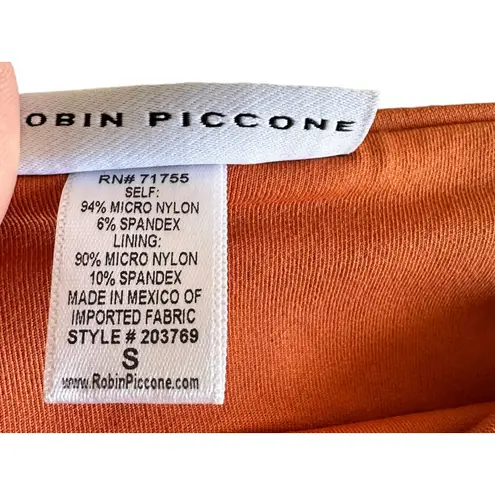 OBIN PICCONE
RN# 71755
SELF:
94% MICRO NYLON
6% SPANDEX
LINING:
90% MICRO NYLON
10% SPANDEX
MADE IN MEXICO OF
IMPORTED FABRIC
STYLE # 203769
S
www.RobinPiccone.com